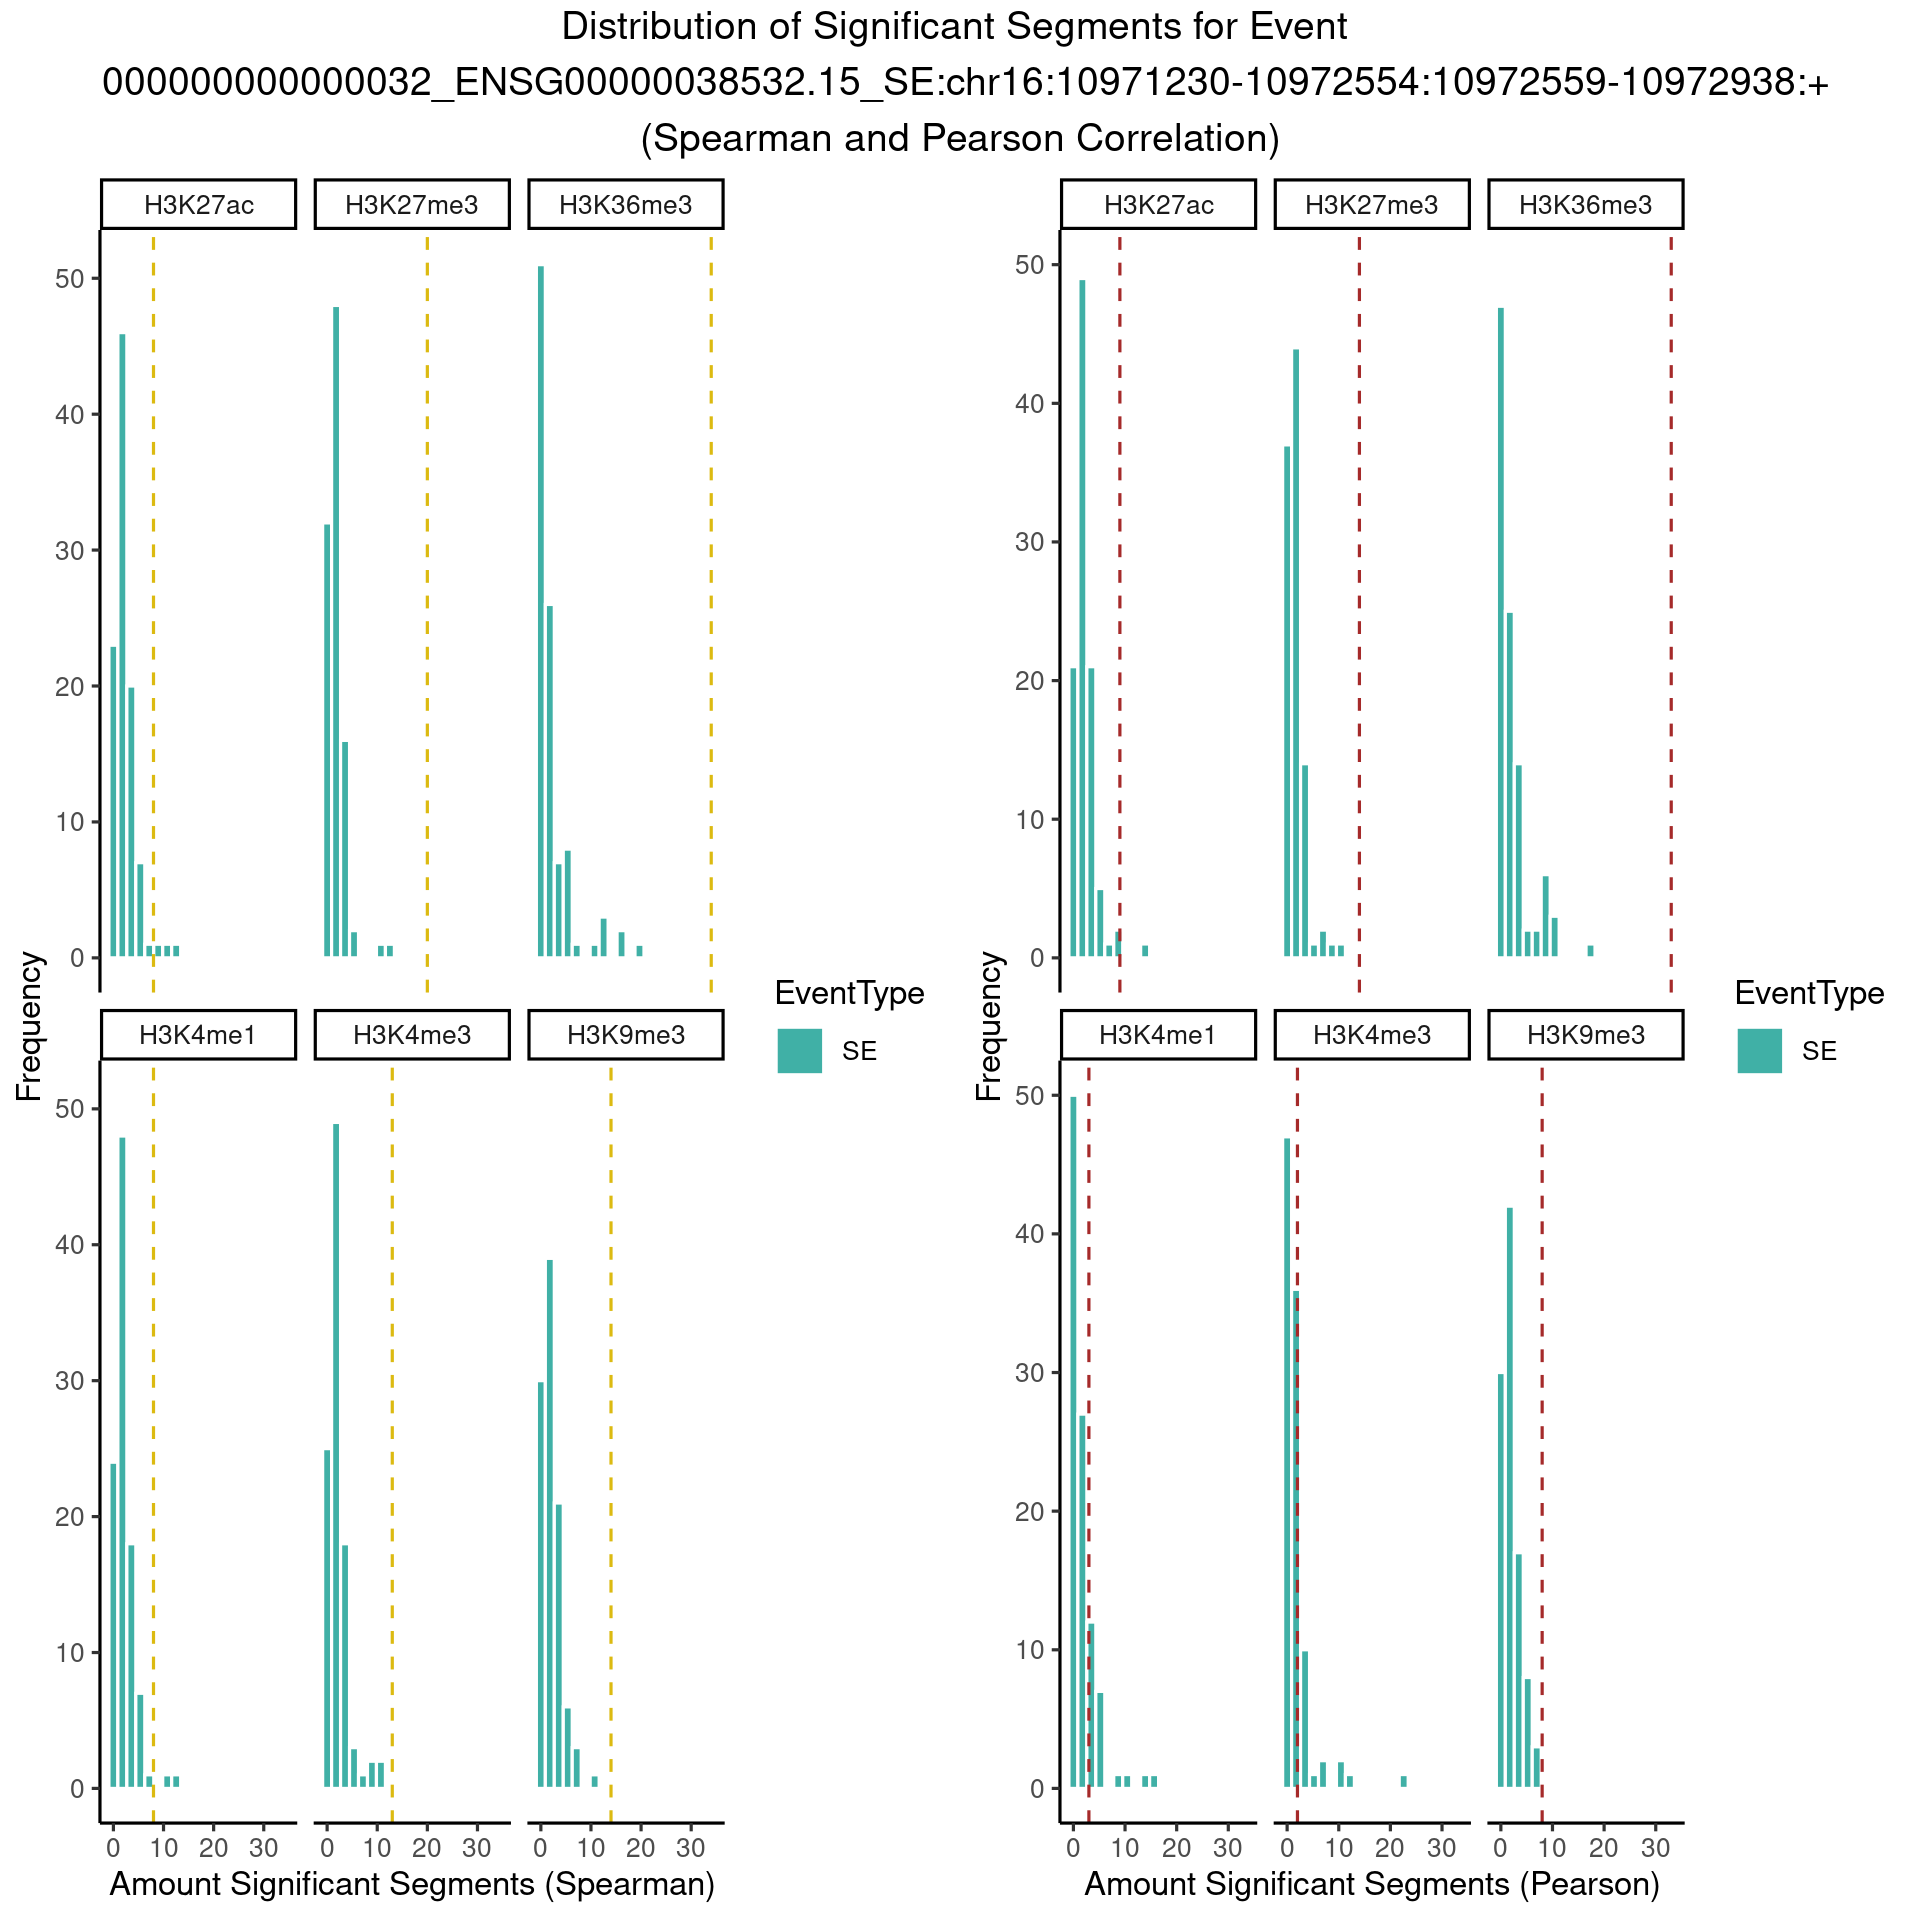 Distribution of Significant Segments for Event
000000000000032_ENSG00000038532.15_SE:chr16:10971230-10972554:10972559-10972938:+
(Spearman and Pearson Correlation)
H3K27ac H3K27me3 H3K36me3
50
40
30
20
10
0
H3K4me1 H3K4me3 H3K9me3
50
40
30
20
10
0
0 10 20 30 0 10 20 30 0 10 20 30
Amount Significant Segments (Spearman)
Frequency
EventType
SE
H3K27ac H3K27me3 H3K36me3
50
40
30
20
10
0
H3K4me1 H3K4me3 H3K9me3
50
40
30
20
10
0
0 10 20 30 0 10 20 30 0 10 20 30
Amount Significant Segments (Pearson)
Frequency
EventType
SE